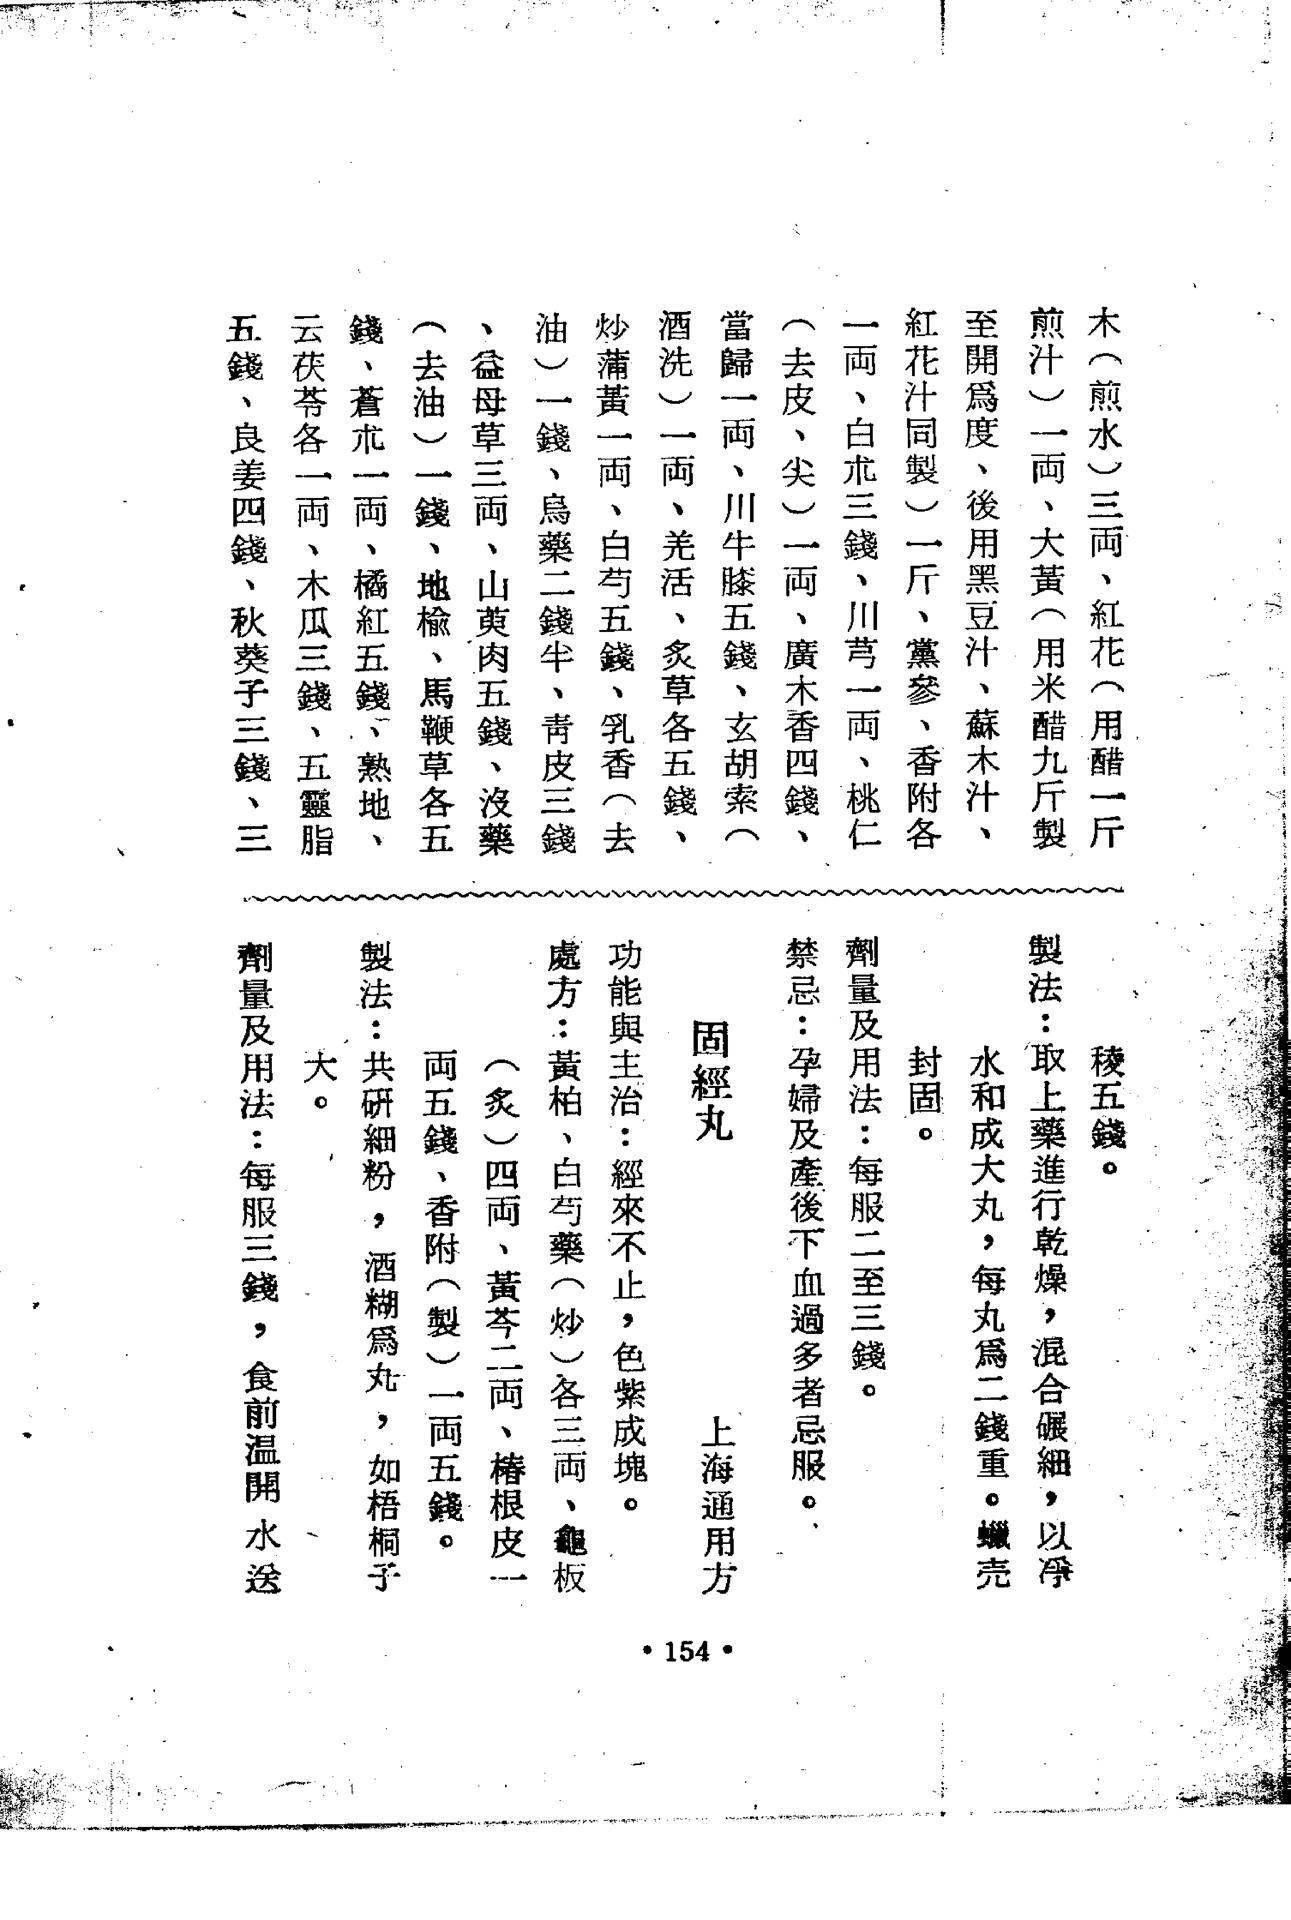 木（煎水）三両、紅花（用醋一斤
煎汁）一両、大黃（用米醋九斤製
至開爲度、後用黑豆汁、蘇木汁、
紅花汁同製）一斤、黨參、香附各
一両、白朮三錢、川芎一両、桃仁
（去皮、尖）一両、廣木香四錢、
當歸一両、川牛膝五錢、玄胡索（
酒洗）一両、羌活、炙草各五錢、
炒蒲黃一両、白芍五錢、乳香（去
油）一錢、烏藥二錢半、靑皮三錢
、益母草三両、山萸肉五錢、沒藥
（去油）一錢、地楡、馬鞭草各五
錢、蒼朮一両、橘紅五錢、熟地、
云茯苓各一両、木瓜三錢、五靈脂
五錢、良姜四錢、秋葵子三錢、三
稜五錢。
製法：取上藥進行乾燥，混合碾細，以淨
水和成大丸，每丸爲二錢重。蠟壳
封固。
劑量及用法：每服二至三錢。
禁忌：孕婦及產後下血過多者忌服。
固經丸
上海通用方
功能與主治：經來不止，色紫成塊。
處方：黃柏、白芍藥（炒）各三両、龜板
（炙）四両、黃芩二両、椿根皮一
両五錢、香附（製）一両五錢。
製法：共硏細粉，酒糊爲丸，如梧桐子
大。
劑量及用法：每服三錢，食前温開水送
• 154 •